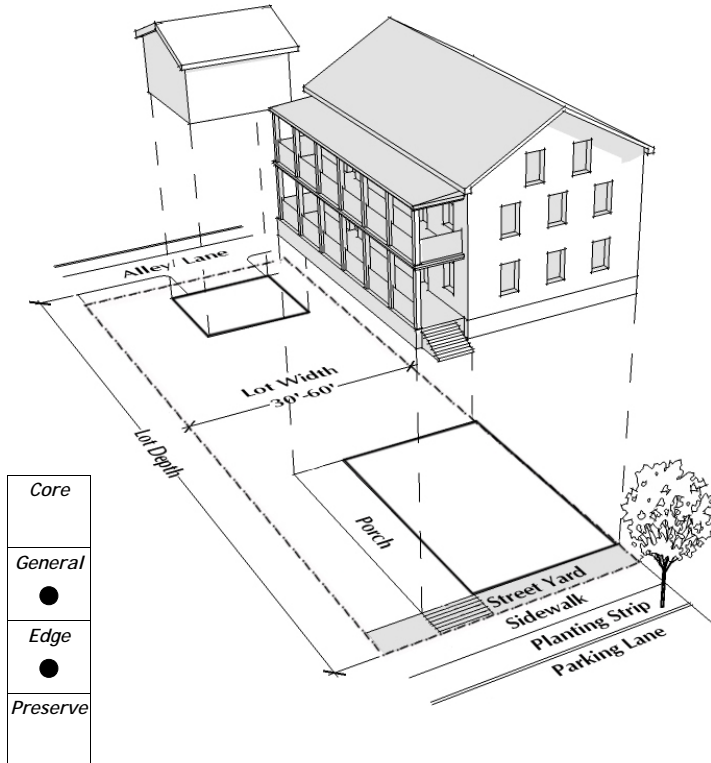 Alley/ Lane
Lot Width
30'-60'
Lot Depth
Porch
Street Yard
Sidewalk
Planting Strip
Parking Lane
Core
General
Edge
Preserve